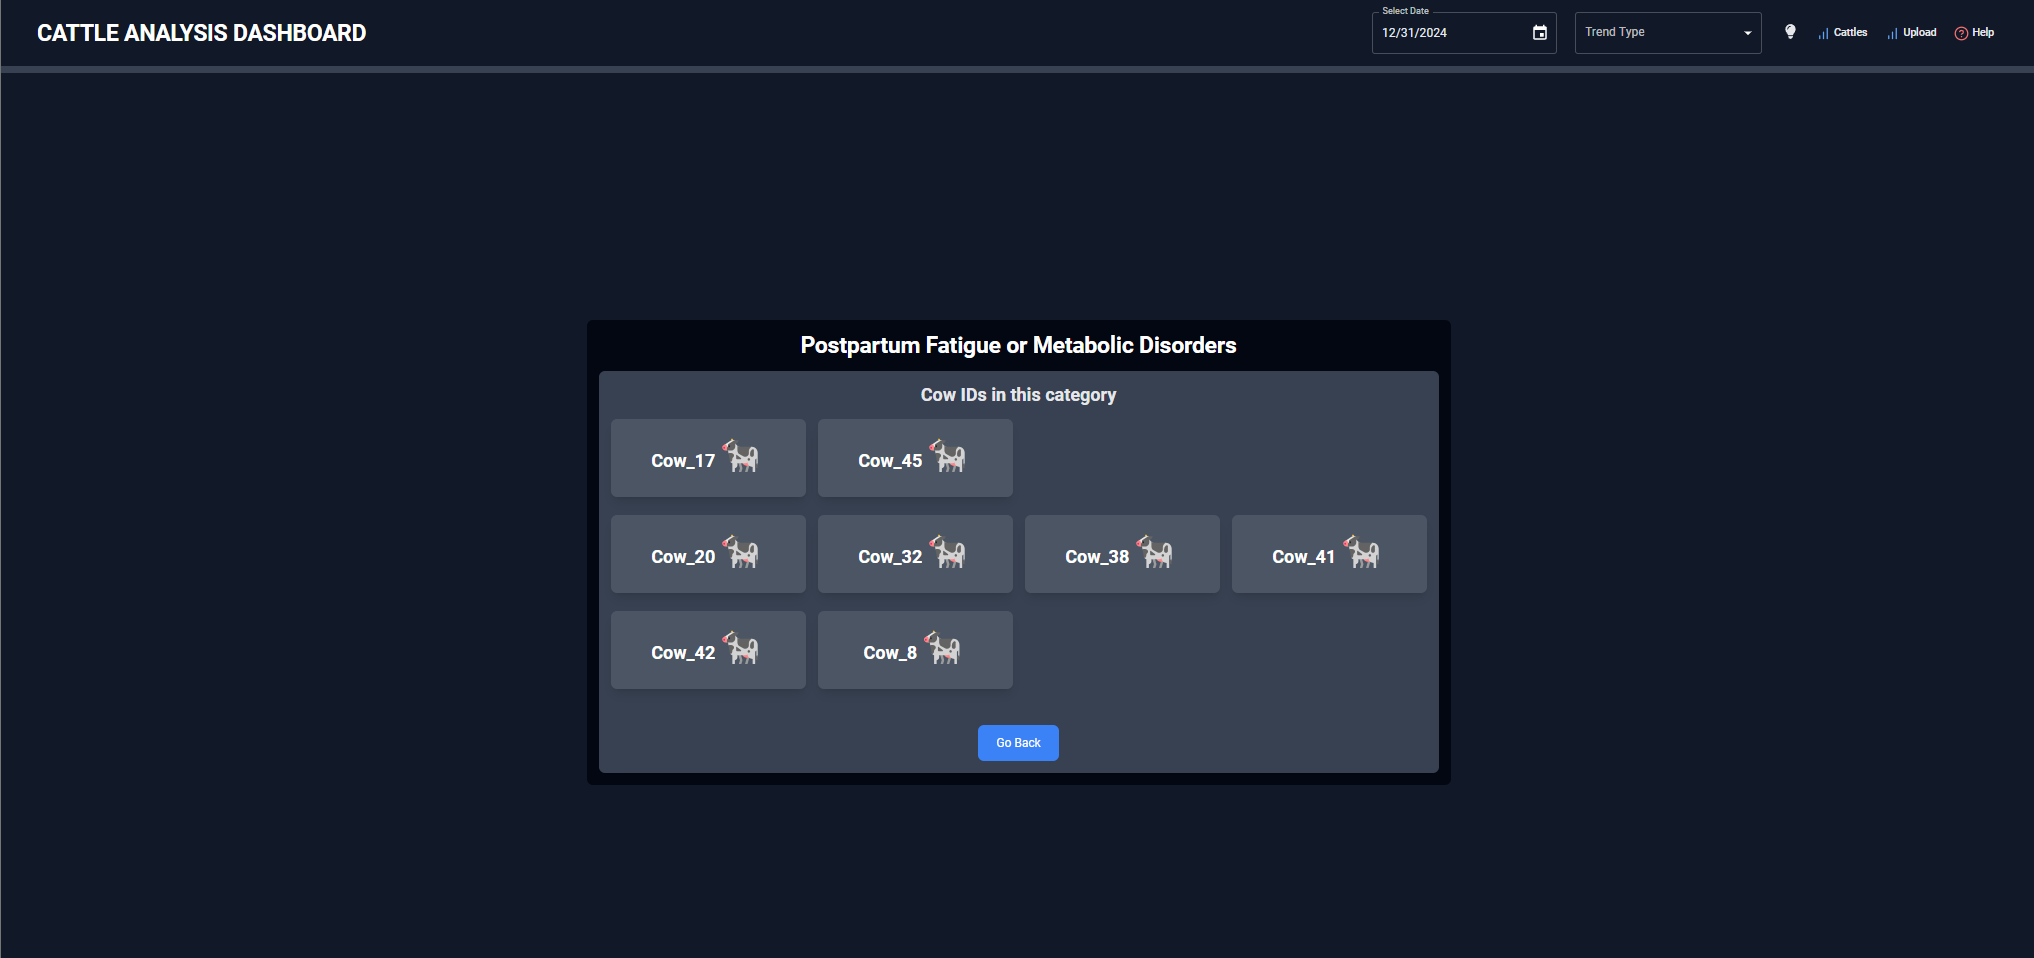 CATTLE ANALYSIS DASHBOARD
Select Date
12/31/2024
Trend Type
Cattles
Upload
Help
Postpartum Fatigue or Metabolic Disorders
Cow IDs in this category
Cow_17 Cow_45
Cow_20 Cow_32 Cow_38 Cow_41
Cow_42 Cow_8
Go Back